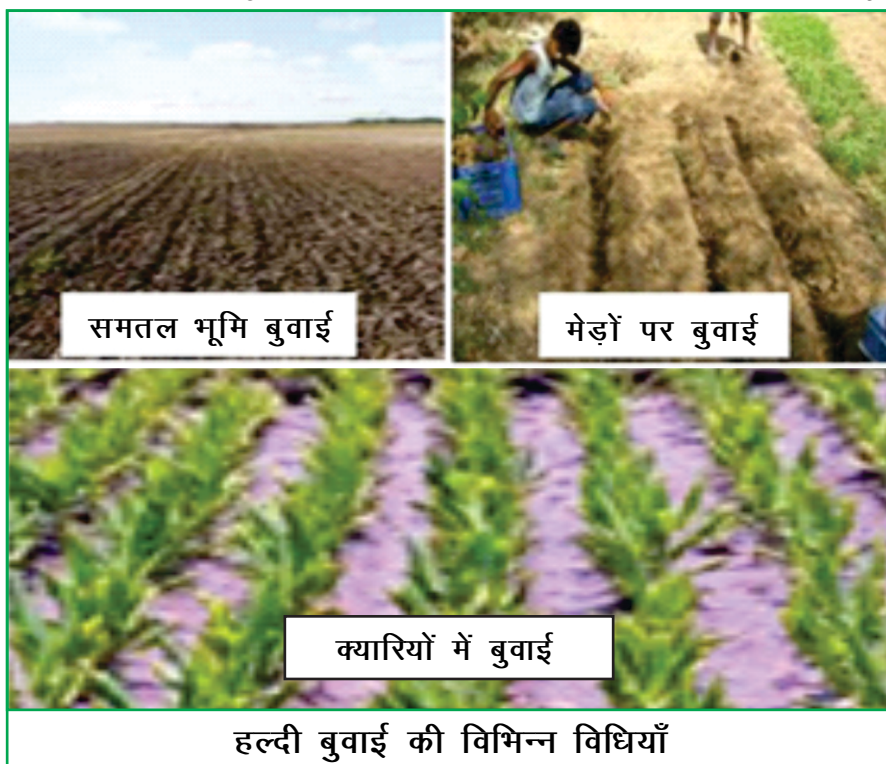 समतल भूमि बुवाई
मेड़ों पर बुवाई
क्यारियों में बुवाई
हल्दी बुवाई की विभिन्न विधियाँ